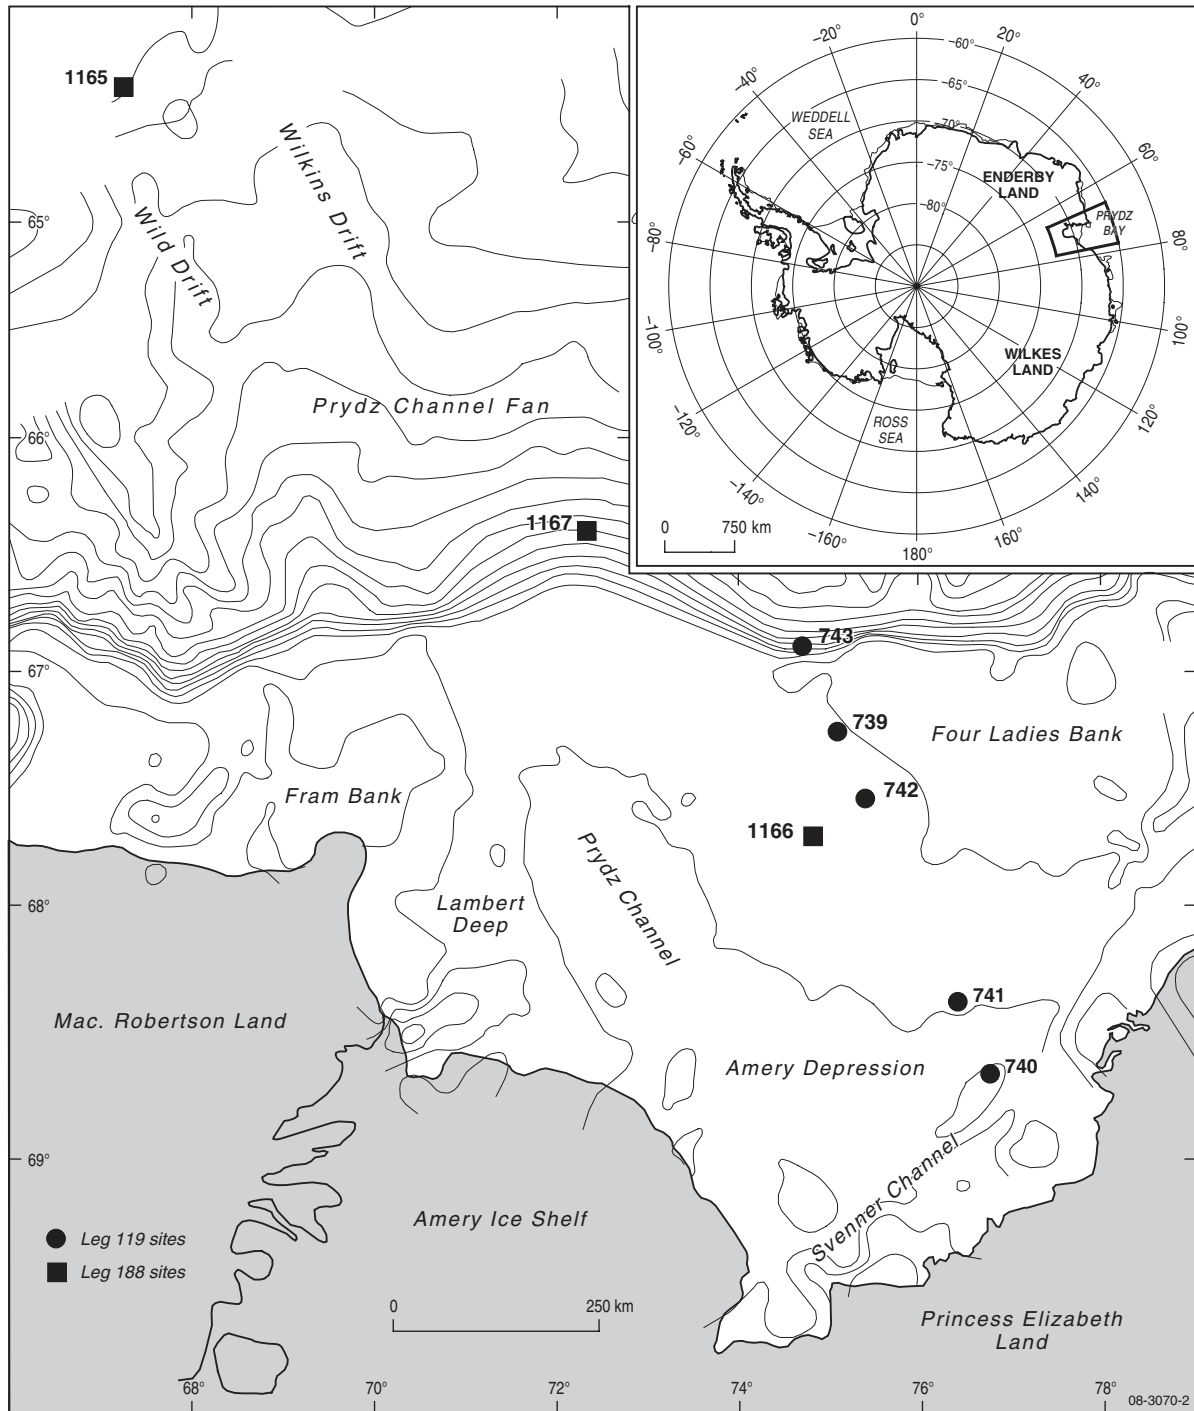 1165
Wilkins Drift
Wild Drift
65°
Prydz Channel Fan
66°
1167
0°
20°
40°
60°
80°
100°
120°
140°
160°
180°
−160°
−140°
−120°
−100°
−80°
−60°
−40°
−20°
−60°
−65°
−70°
−75°
−80°
WEDDELL
SEA
ENDERBY
LAND
PRYDZ
BAY
WILKES
LAND
ROSS
SEA
0
750 km
743
67°
739
Four Ladies Bank
742
Fram Bank
1166
Prydz Channel
68°
Lambert
Deep
741
Mac. Robertson Land
Amery Depression
740
69°
Svenner Channel
Amery Ice Shelf
Leg 119 sites
Leg 188 sites
0
250 km
Princess Elizabeth
Land
68°
70°
72°
74°
76°
78°
08-3070-2